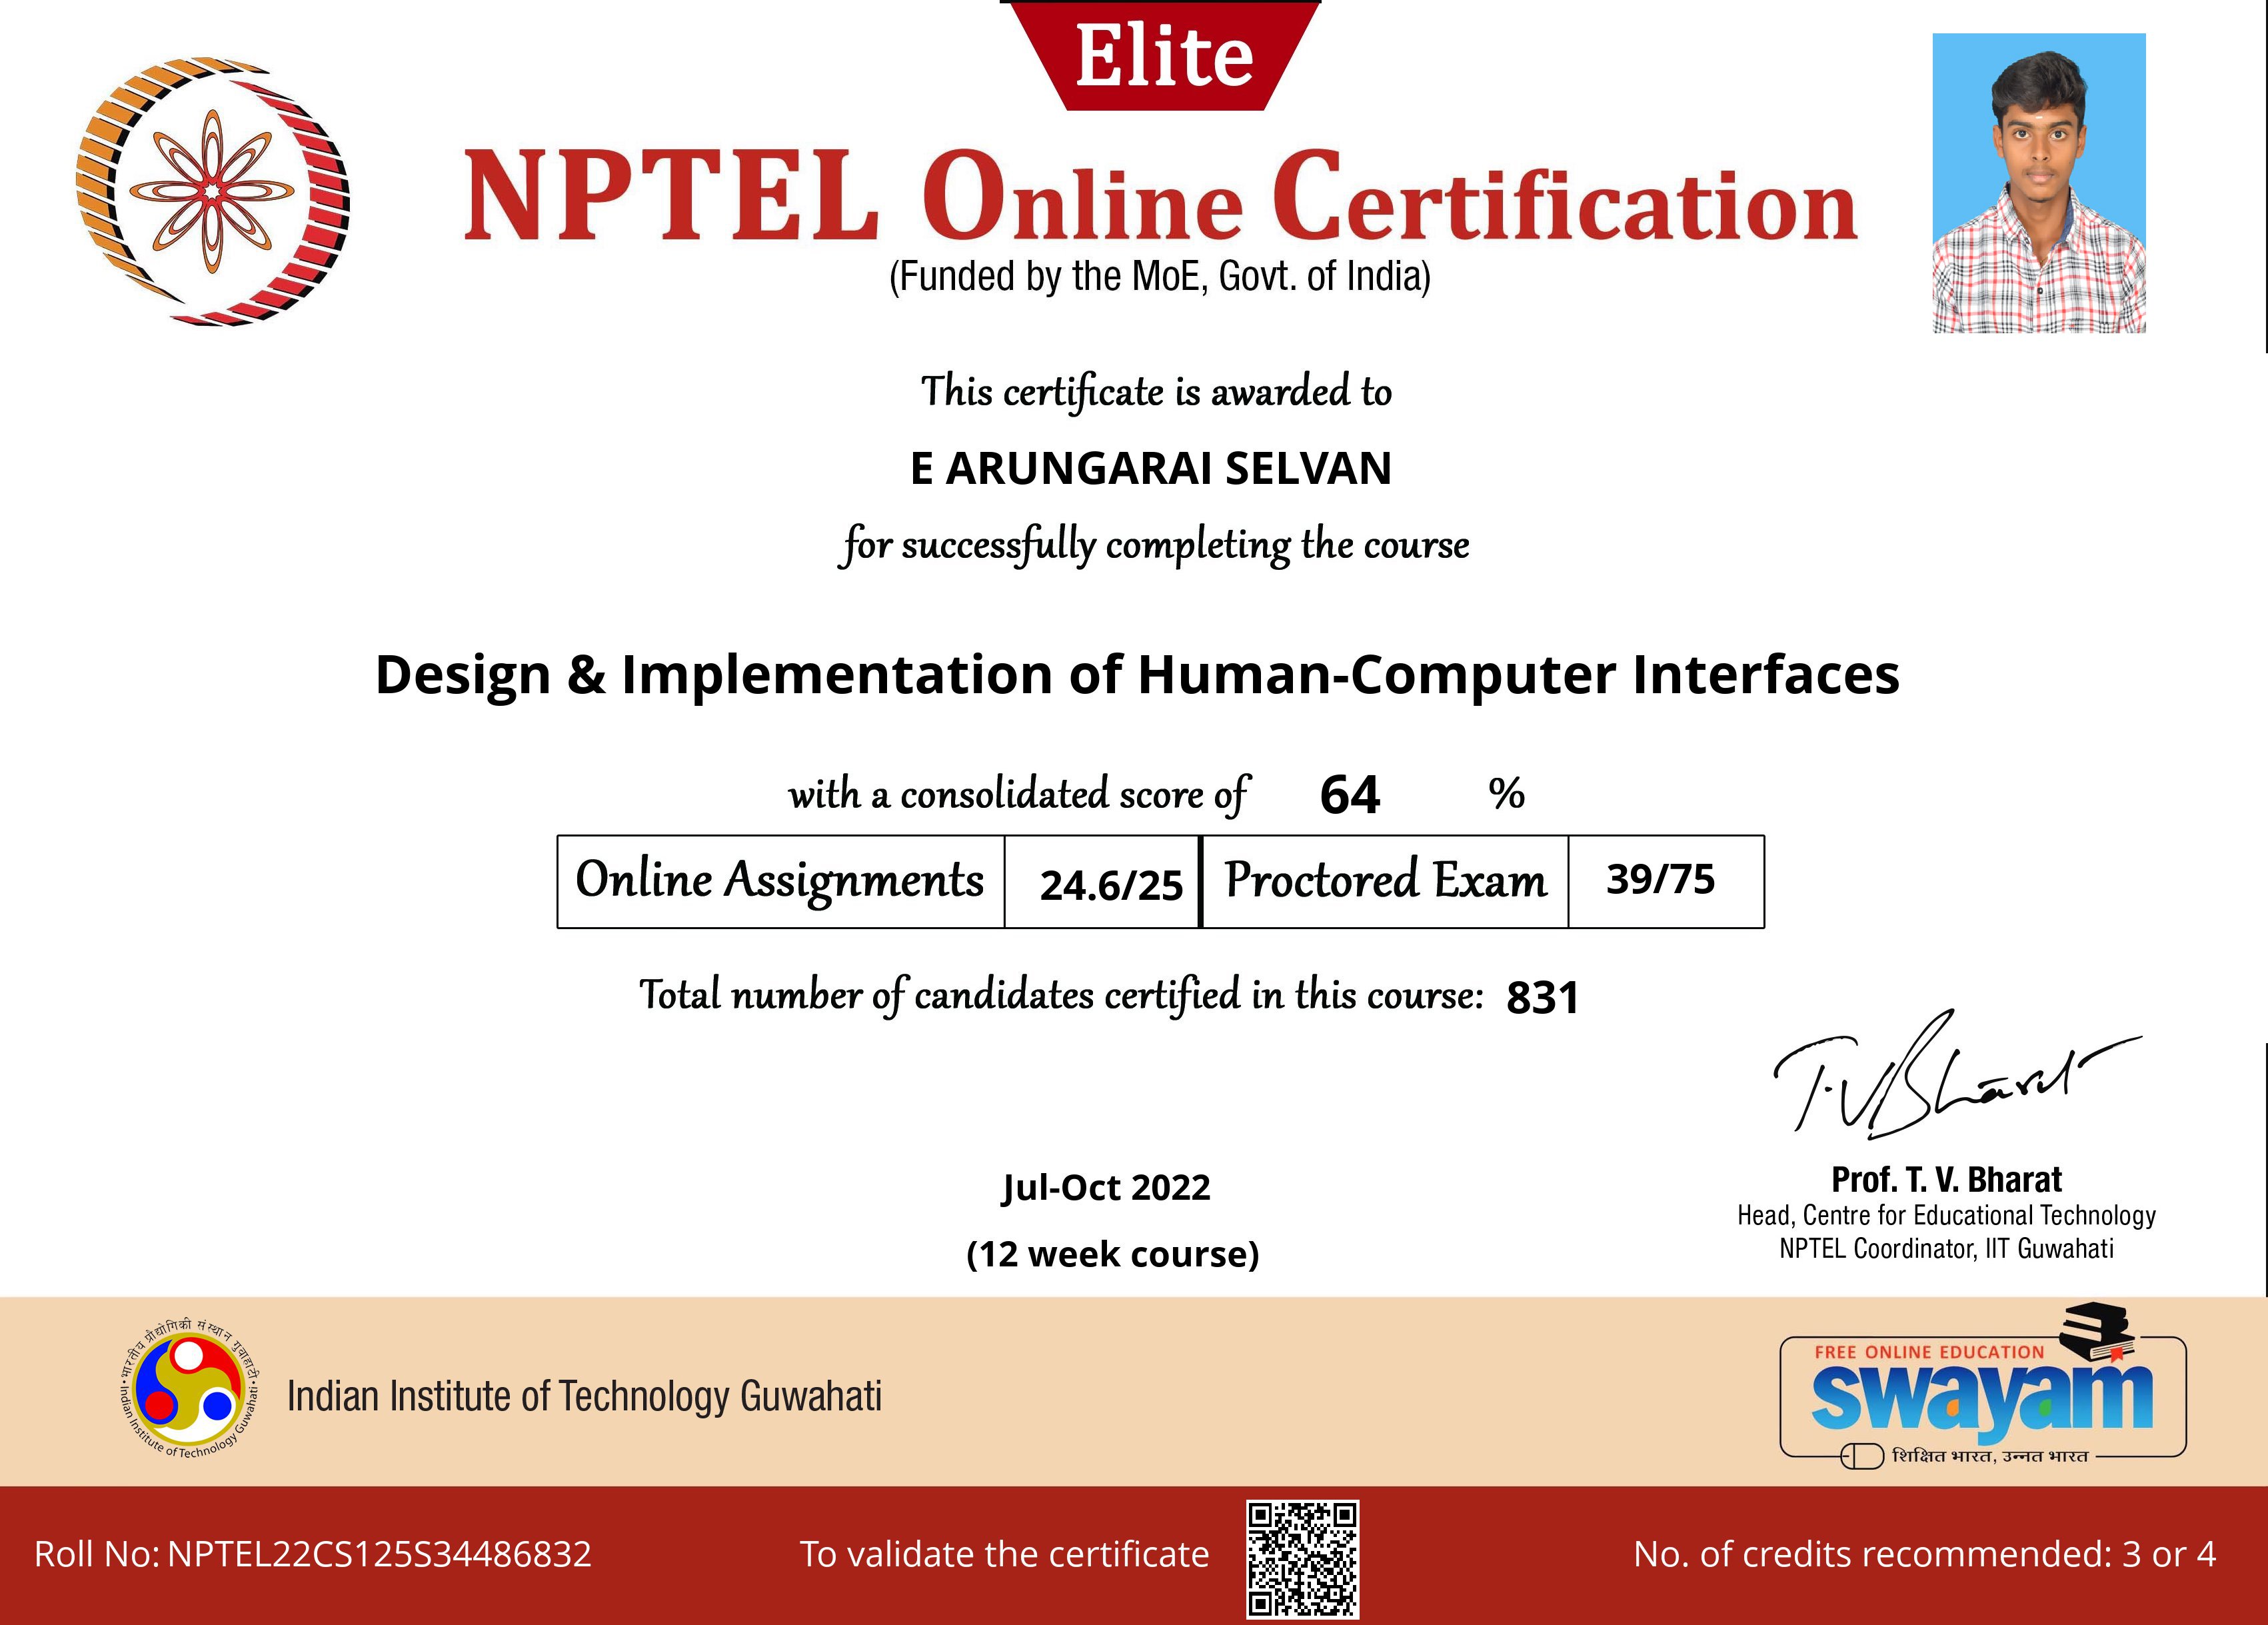 Elite
NPTEL Online Certification
(Funded by the MoE, Govt. of India)
This certificate is awarded to
E ARUNGARAI SELVAN
for successfully completing the course
Design & Implementation of Human-Computer Interfaces
with a consolidated score of 64 %
Online Assignments 24.6/25 Proctored Exam 39/75
Total number of candidates certified in this course: 831
T.V.Bharat
Prof. T. V. Bharat
Head, Centre for Educational Technology
NPTEL Coordinator, IIT Guwahati
Jul-Oct 2022
(12 week course)
भारतीय प्रौद्योगिकी संस्थान गुवाहाटी
Indian Institute of Technology Guwahati
Indian Institute of Technology Guwahati
FREE ONLINE EDUCATION
swayam
शिक्षित भारत, उन्नत भारत
Roll No: NPTEL22CS125S34486832
To validate the certificate
No. of credits recommended: 3 or 4